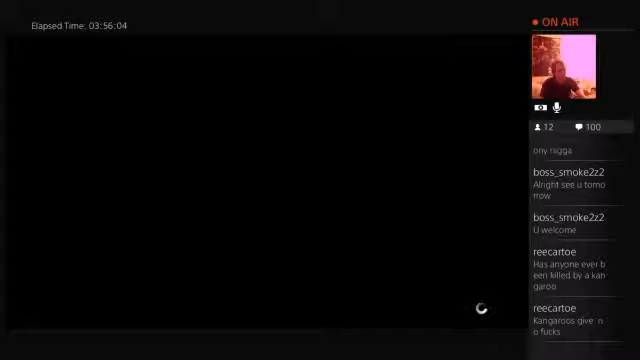 Elapsed Time: 03:56:04
ON AIR
12 100
ony nigga
boss_smoke2z2
Alright see u tomo
rrow
boss_smoke2z2
U welcome
reecartoe
Has anyone ever b
een killed by a kan
garoo
reecartoe
Kangaroos give n
o fucks